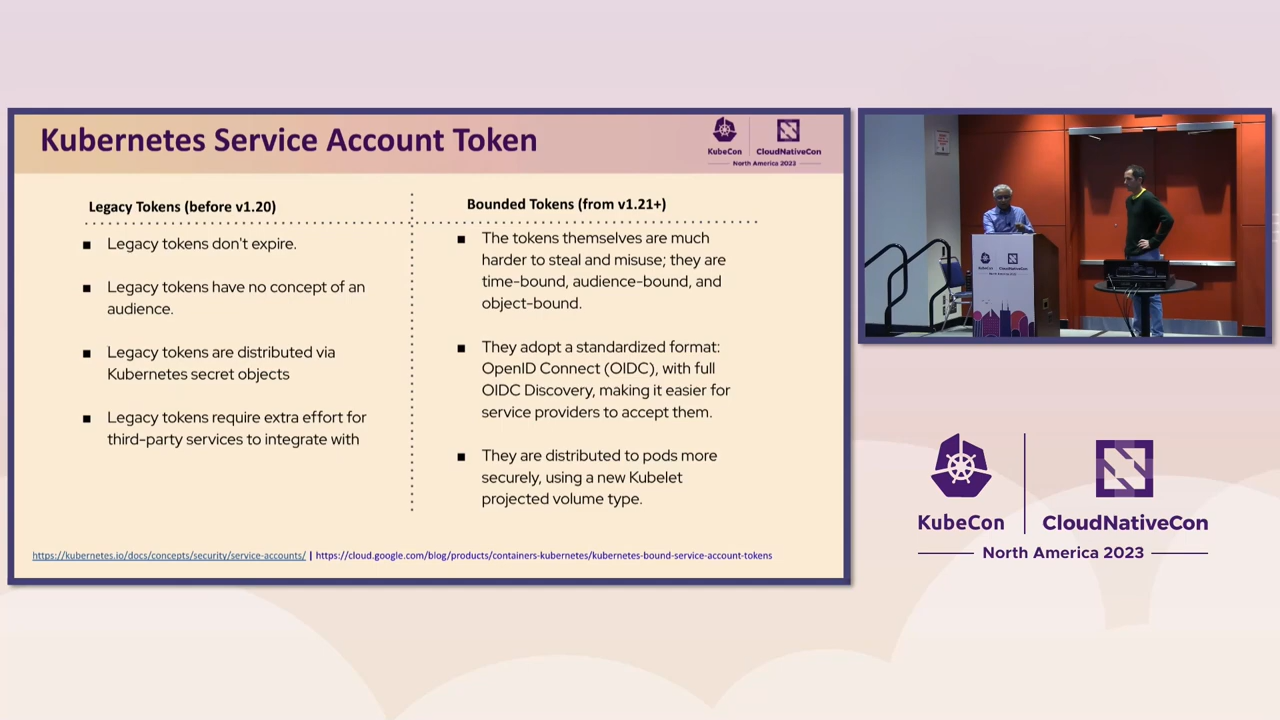 Kubernetes Service Account Token
KubeCon
CloudNativeCon
North America 2023
Legacy Tokens (before v1.20)
■ Legacy tokens don't expire.
■ Legacy tokens have no concept of an
audience.
■ Legacy tokens are distributed via
Kubernetes secret objects
■ Legacy tokens require extra effort for
third-party services to integrate with
Bounded Tokens (from v1.21+)
■ The tokens themselves are much
harder to steal and misuse; they are
time-bound, audience-bound, and
object-bound.
■ They adopt a standardized format:
OpenID Connect (OIDC), with full
OIDC Discovery, making it easier for
service providers to accept them.
■ They are distributed to pods more
securely, using a new Kubelet
projected volume type.
https://kubernetes.io/docs/concepts/security/service-accounts/ | https://cloud.google.com/blog/products/containers-kubernetes/kubernetes-bound-service-account-tokens
KubeCon
CloudNativeCon
North America 2023